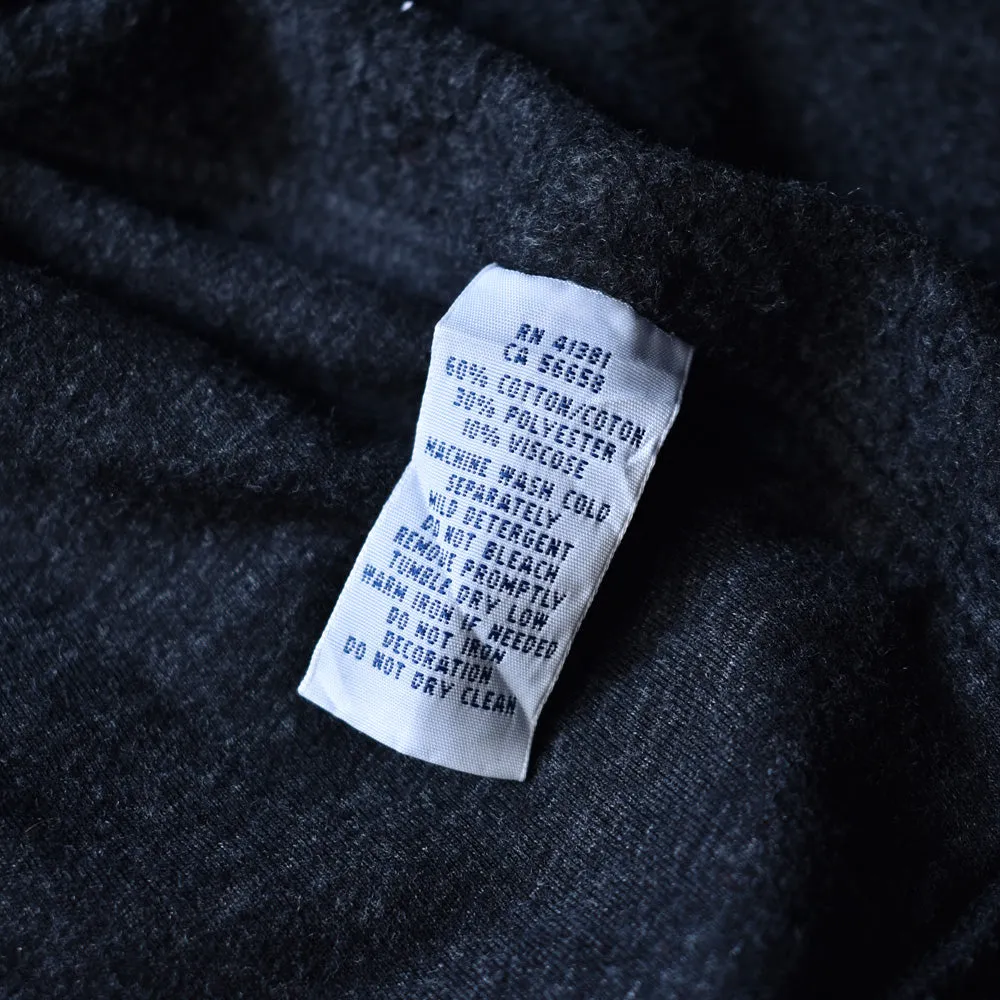 RN 41381
CA 56658
60% COTTON/COTON
30% POLYESTER
10% VISCOSE
MACHINE WASH COLD
SEPARATELY
MILD DETERGENT
DO NOT BLEACH
REMOVE PROMPTLY
TUMBLE DRY LOW
WARM IRON IF NEEDED
DO NOT IRON
DECORATION
DO NOT DRY CLEAN